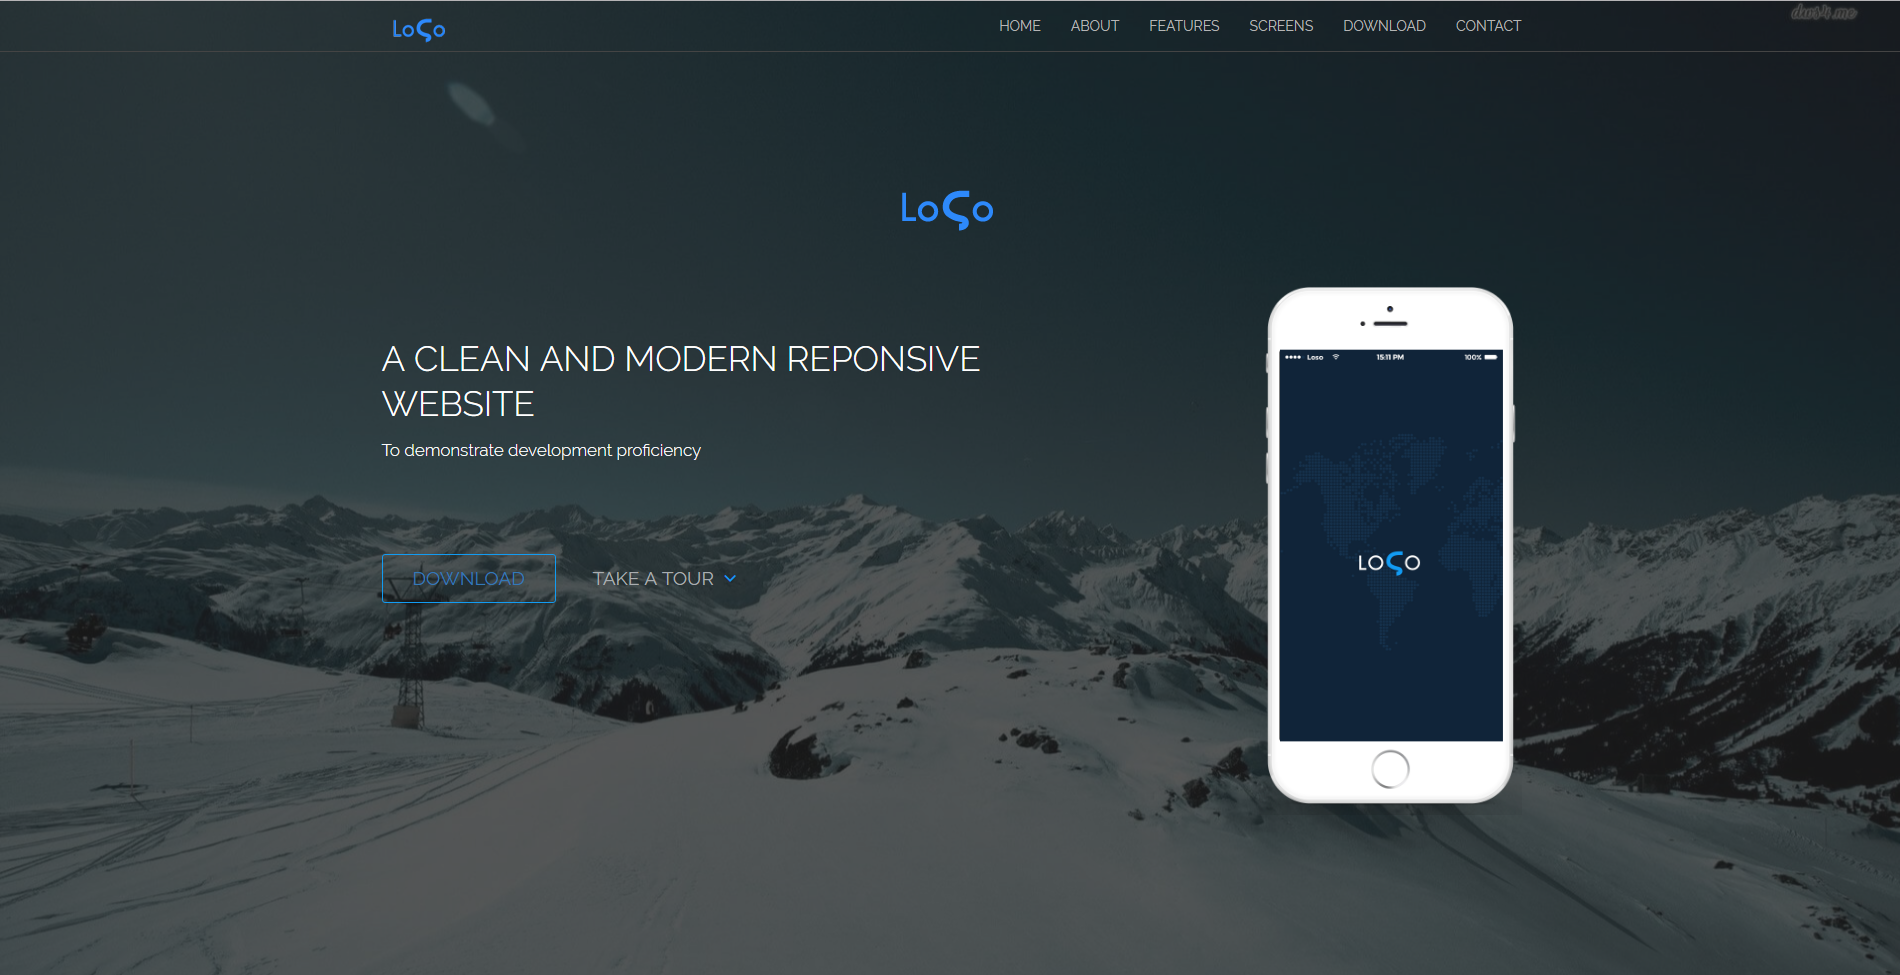 LoSo
HOME ABOUT FEATURES SCREENS DOWNLOAD CONTACT
dws4.me
LoSo
A CLEAN AND MODERN REPONSIVE
WEBSITE
To demonstrate development proficiency
DOWNLOAD TAKE A TOUR
Loso 15:11 PM 100%
LOSO